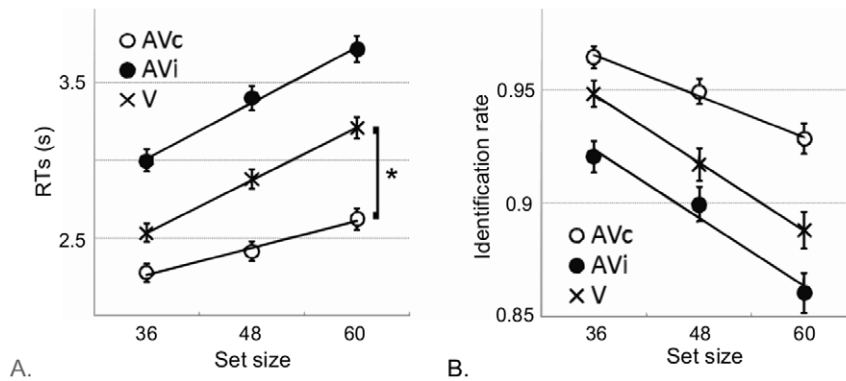 AVc
AVi
V
3.5
2.5
RTs (s)
*
36 48 60
Set size
A.
0.95
0.9
0.85
Identification rate
AVc
AVi
V
36 48 60
Set size
B.